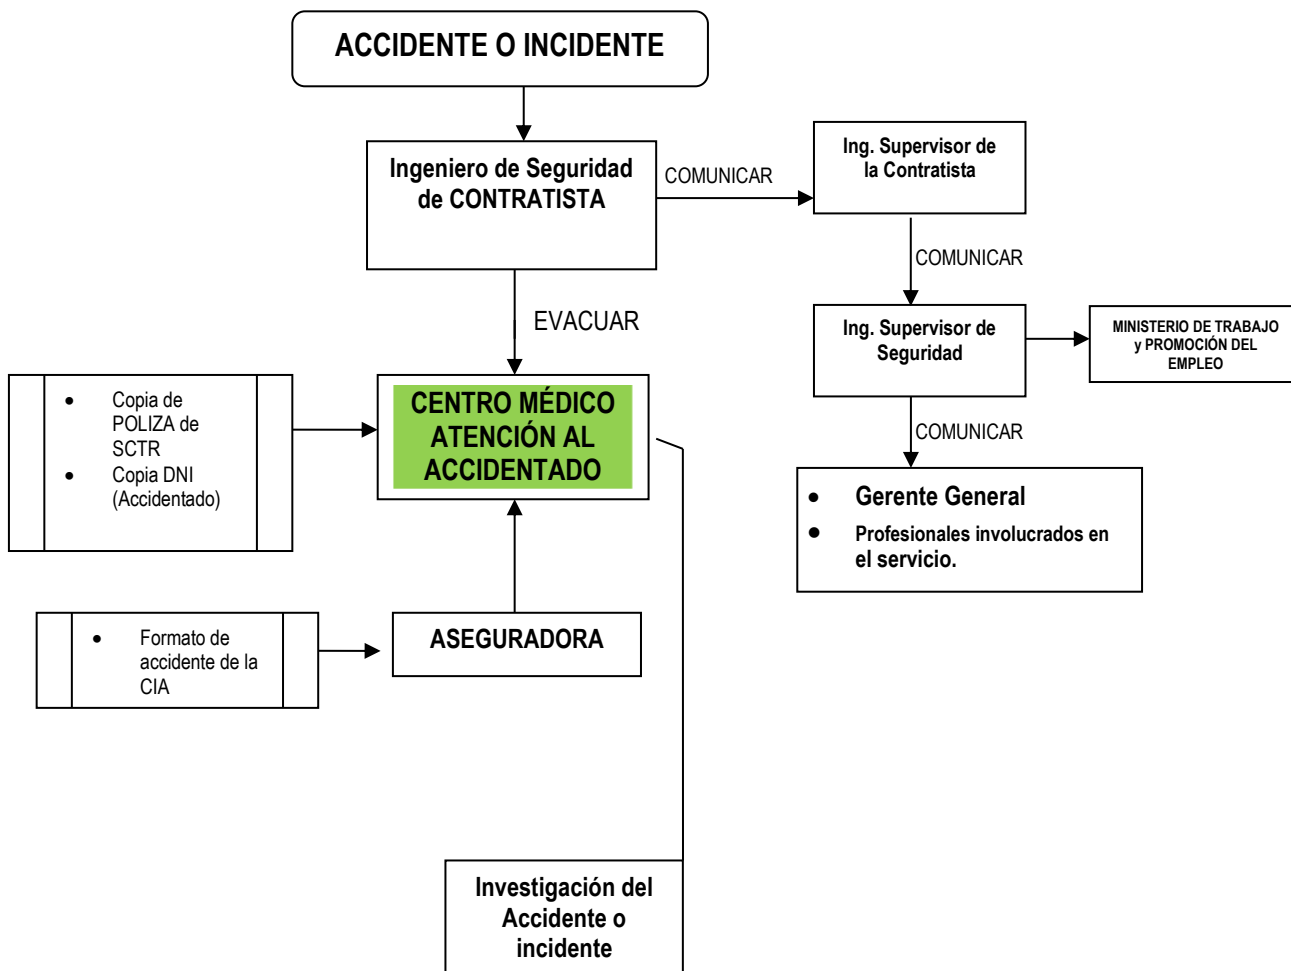 ACCIDENTE O INCIDENTE
Ingeniero de Seguridad
de CONTRATISTA
COMUNICAR
Ing. Supervisor de
la Contratista
COMUNICAR
EVACUAR
Ing. Supervisor de
Seguridad
MINISTERIO DE TRABAJO
y PROMOCIÓN DEL
EMPLEO
• Copia de
POLIZA de
SCTR
• Copia DNI
(Accidentado)
CENTRO MÉDICO
ATENCIÓN AL
ACCIDENTADO
COMUNICAR
• Gerente General
• Profesionales involucrados en
el servicio.
• Formato de
accidente de la
CIA
ASEGURADORA
Investigación del
Accidente o
incidente